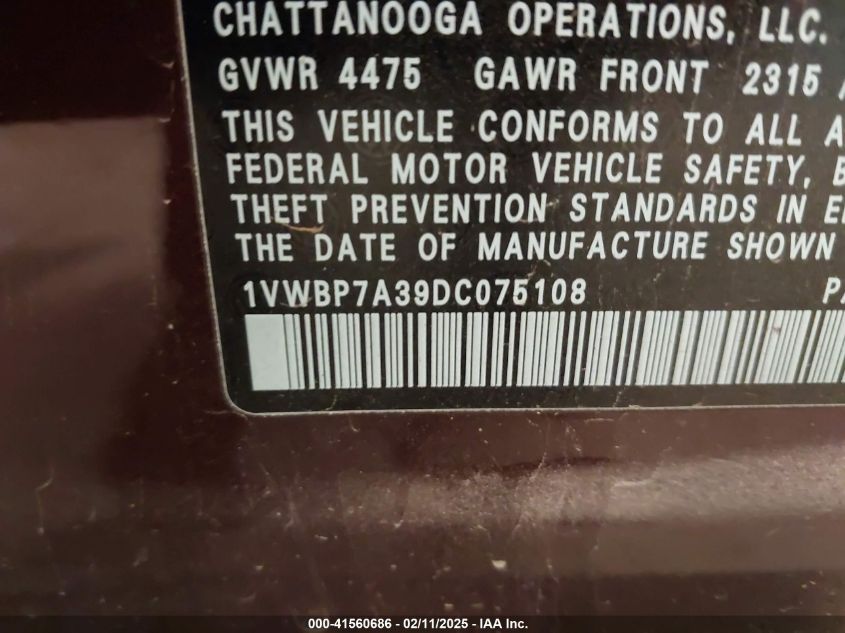 CHATTANOOGA OPERATIONS, LLC.
GVWR 4475 GAWR FRONT 2315
THIS VEHICLE CONFORMS TO ALL A
FEDERAL MOTOR VEHICLE SAFETY, B
THEFT PREVENTION STANDARDS IN E
THE DATE OF MANUFACTURE SHOWN
1VWBP7A39DC075108 PA
000-41560686 - 02/11/2025 - IAA Inc.